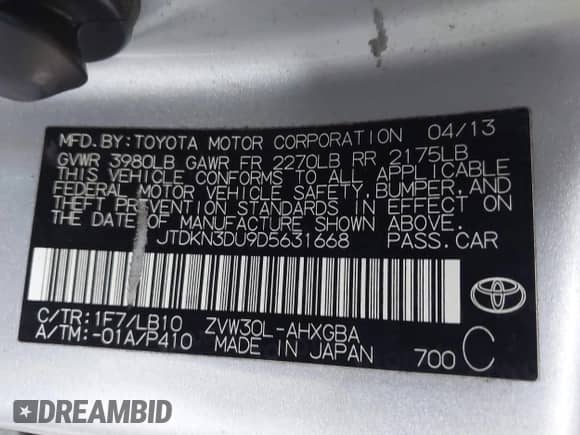 MFD.BY:TOYOTA MOTOR CORPORATION 04/13
GVWR 3980LB GAWR FR 2270LB RR 2175LB
THIS VEHICLE CONFORMS TO ALL APPLICABLE
FEDERAL MOTOR VEHICLE SAFETY,BUMPER,AND
THEFT PREVENTION STANDARDS IN EFFECT ON
THE DATE OF MANUFACTURE SHOWN ABOVE.
JTDKN3DU9D5631668 PASS.CAR
C/TR:1F7/LB10 ZVW30L-AHXGBA
A/TM:-01A/P410 MADE IN JAPAN 700 C
DREAMBID